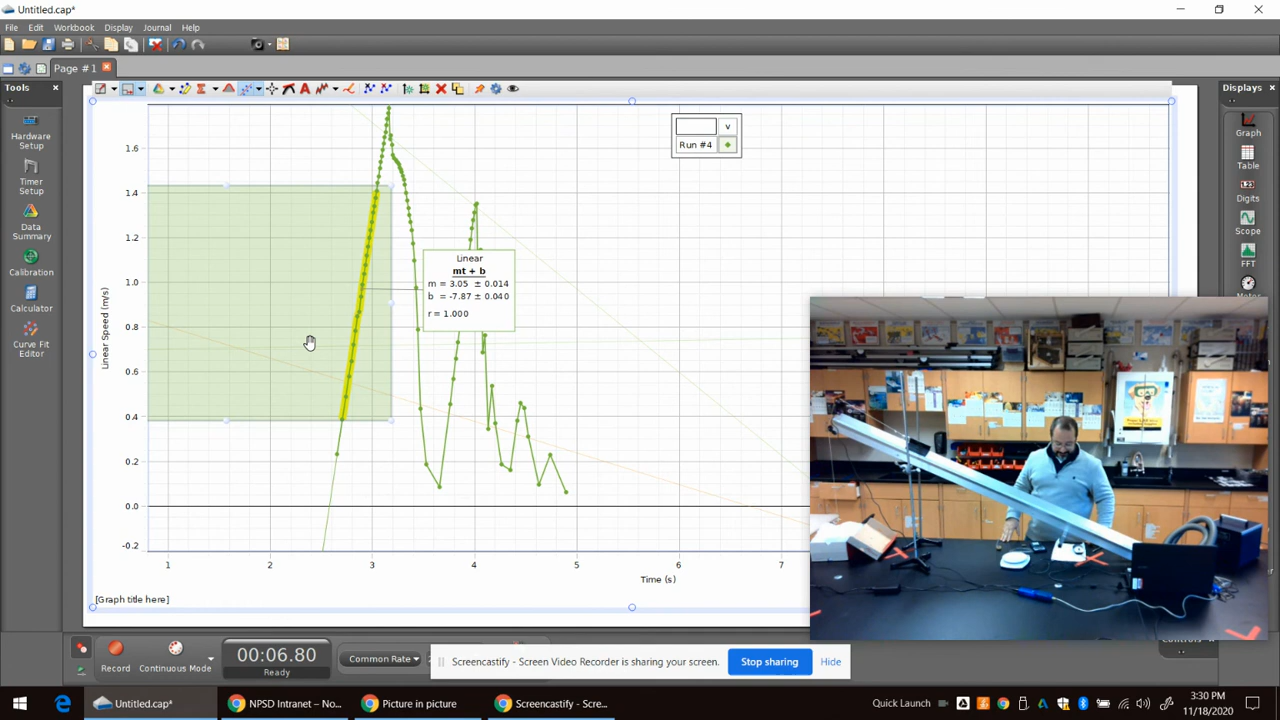 Untitled.cap*
File Edit Workbook Display Journal Help
Page #1
Tools
Displays
Hardware
Setup
Timer
Setup
Data
Summary
Calibration
Calculator
Curve Fit
Editor
Graph
Table
Digits
Scope
FFT
Meter
v
Run #4
Linear
mt + b
m = 3.05 ± 0.014
b = -7.87 ± 0.040
r = 1.000
Linear Speed (m/s)
1.6
1.4
1.2
1.0
0.8
0.6
0.4
0.2
0.0
-0.2
1 2 3 4 5 6 7
Time (s)
[Graph title here]
Record
Continuous Mode
00:06.80
Ready
Common Rate
Screencastify - Screen Video Recorder is sharing your screen.
Stop sharing
Hide
Untitled.cap*
NPSD Intranet – No...
Picture in picture
Screencastify - Scre...
Quick Launch
3:30 PM
11/18/2020